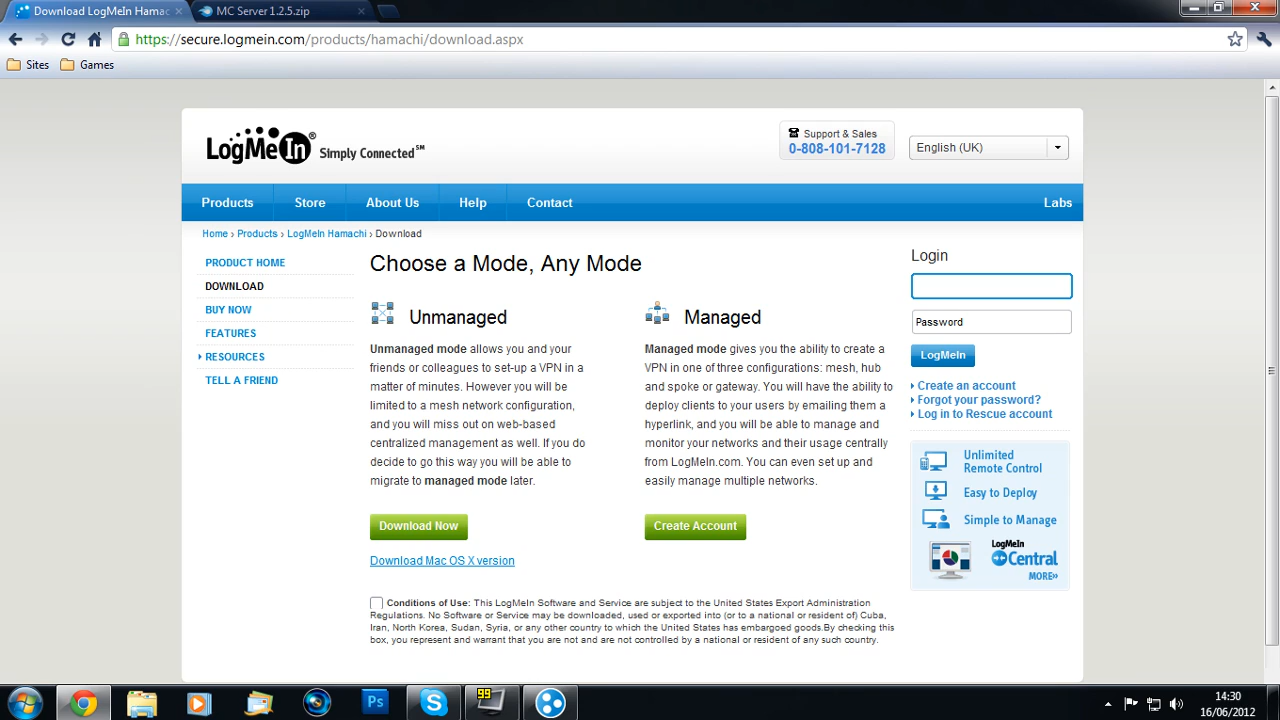 Download LogMeIn Hamac
MC Server 1.2.5.zip
https://secure.logmein.com/products/hamachi/download.aspx
Sites
Games
LogMeIn® Simply Connected℠
Support & Sales
0-808-101-7128
English (UK)
Products
Store
About Us
Help
Contact
Labs
Home › Products › LogMeIn Hamachi › Download
PRODUCT HOME
DOWNLOAD
BUY NOW
FEATURES
RESOURCES
TELL A FRIEND
Choose a Mode, Any Mode
Unmanaged
Unmanaged mode allows you and your
friends or colleagues to set-up a VPN in a
matter of minutes. However you will be
limited to a mesh network configuration,
and you will miss out on web-based
centralized management as well. If you do
decide to go this way you will be able to
migrate to managed mode later.
Download Now
Download Mac OS X version
Managed
Managed mode gives you the ability to create a
VPN in one of three configurations: mesh, hub
and spoke or gateway. You will have the ability to
deploy clients to your users by emailing them a
hyperlink, and you will be able to manage and
monitor your networks and their usage centrally
from LogMeIn.com. You can even set up and
easily manage multiple networks.
Create Account
Conditions of Use: This LogMeIn Software and Service are subject to the United States Export Administration
Regulations. No Software or Service may be downloaded, used or exported into (or to a national or resident of) Cuba,
Iran, North Korea, Sudan, Syria, or any other country to which the United States has embargoed goods.By checking this
box, you represent and warrant that you are not and are not controlled by a national or resident of any such country.
Login
Password
LogMeIn
Create an account
Forgot your password?
Log in to Rescue account
Unlimited
Remote Control
Easy to Deploy
Simple to Manage
LogMeIn
Central
MORE»
Ps
99
14:30
16/06/2012